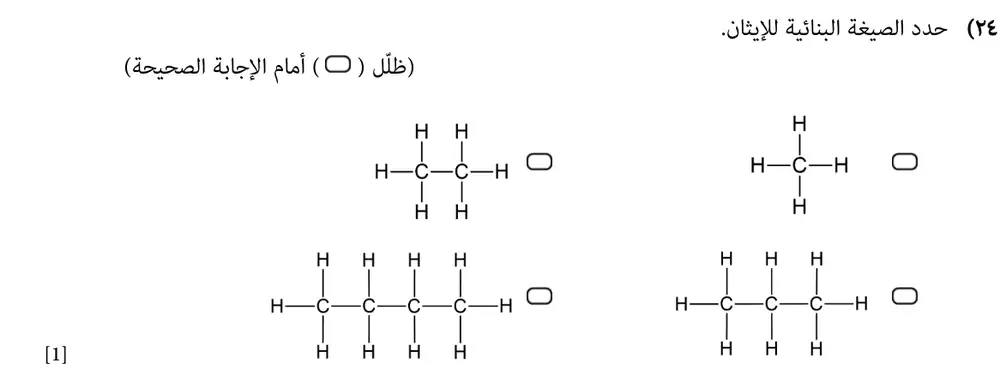 ٢٤) حدد الصيغة البنائية للإيثان.
(ظلّل ( ) أمام الإجابة الصحيحة)
H
H—C—H
H
H H
H—C—C—H
H H
H H H
H—C—C—C—H
H H H
H H H H
H—C—C—C—C—H
H H H H
[1]